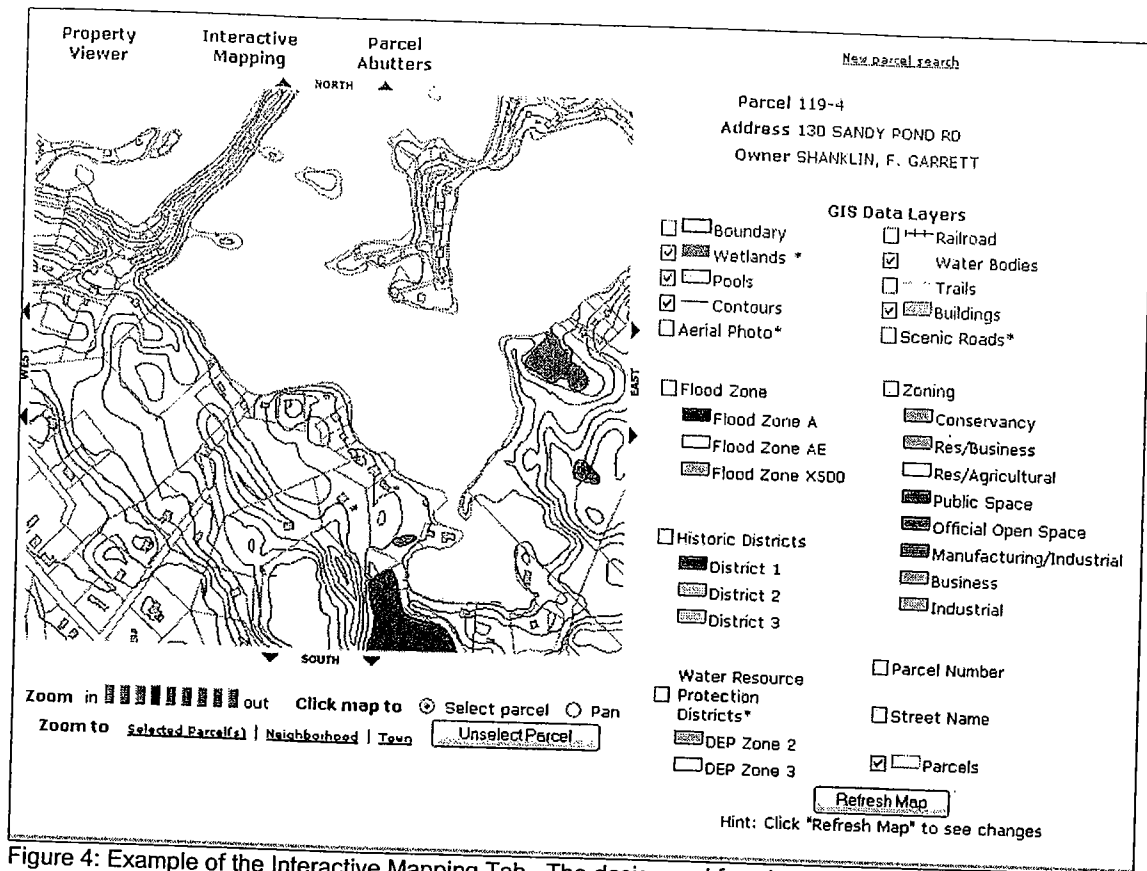 Property Viewer
Interactive Mapping
Parcel Abutters
New parcel search
NORTH
WEST
EAST
SOUTH
Parcel 119-4
Address 130 SANDY POND RD
Owner SHANKLIN, F. GARRETT
GIS Data Layers
Boundary
Wetlands *
Pools
Contours
Aerial Photo*
Railroad
Water Bodies
Trails
Buildings
Scenic Roads*
Flood Zone
Flood Zone A
Flood Zone AE
Flood Zone X500
Zoning
Conservancy
Res/Business
Res/Agricultural
Public Space
Official Open Space
Manufacturing/Industrial
Business
Industrial
Historic Districts
District 1
District 2
District 3
Water Resource
Protection
Districts*
DEP Zone 2
DEP Zone 3
Parcel Number
Street Name
Parcels
Refresh Map
Hint: Click "Refresh Map" to see changes
Zoom in out Click map to Select parcel Pan
Zoom to Selected Parcel(s) | Neighborhood | Town Unselect Parcel
Figure 4: Example of the Interactive Mapping Tab. The design and